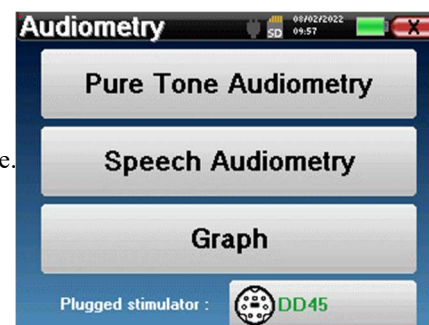 Audiometry SD 08/02/2022 09:57 X
Pure Tone Audiometry
e.
Speech Audiometry
Graph
Plugged stimulator : DD45